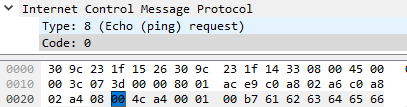 Internet Control Message Protocol
Type: 8 (Echo (ping) request)
Code: 0
0000 30 9c 23 1f 15 26 30 9c 23 1f 14 33 08 00 45 00
0010 00 3c 07 3d 00 00 80 01 ac e9 c0 a8 02 a6 c0 a8
0020 02 a4 08 00 4c a4 00 01 00 b7 61 62 63 64 65 66